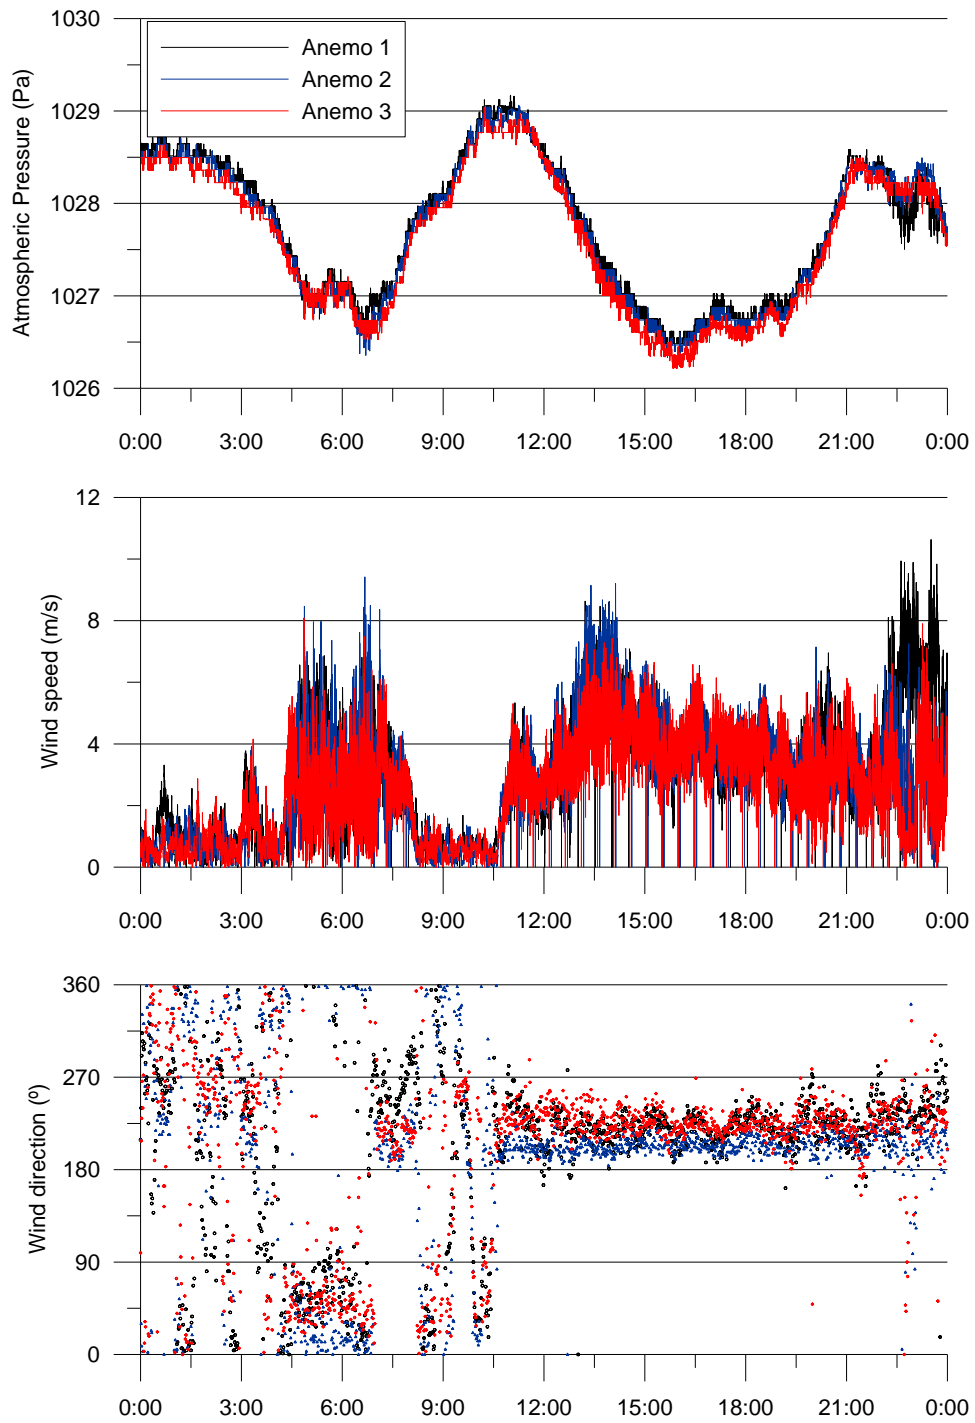 1030
1029
1028
1027
1026
Atmospheric Pressure (Pa)
Anemo 1
Anemo 2
Anemo 3
0:00 3:00 6:00 9:00 12:00 15:00 18:00 21:00 0:00
12
8
4
0
Wind speed (m/s)
0:00 3:00 6:00 9:00 12:00 15:00 18:00 21:00 0:00
360
270
180
90
0
Wind direction (º)
0:00 3:00 6:00 9:00 12:00 15:00 18:00 21:00 0:00